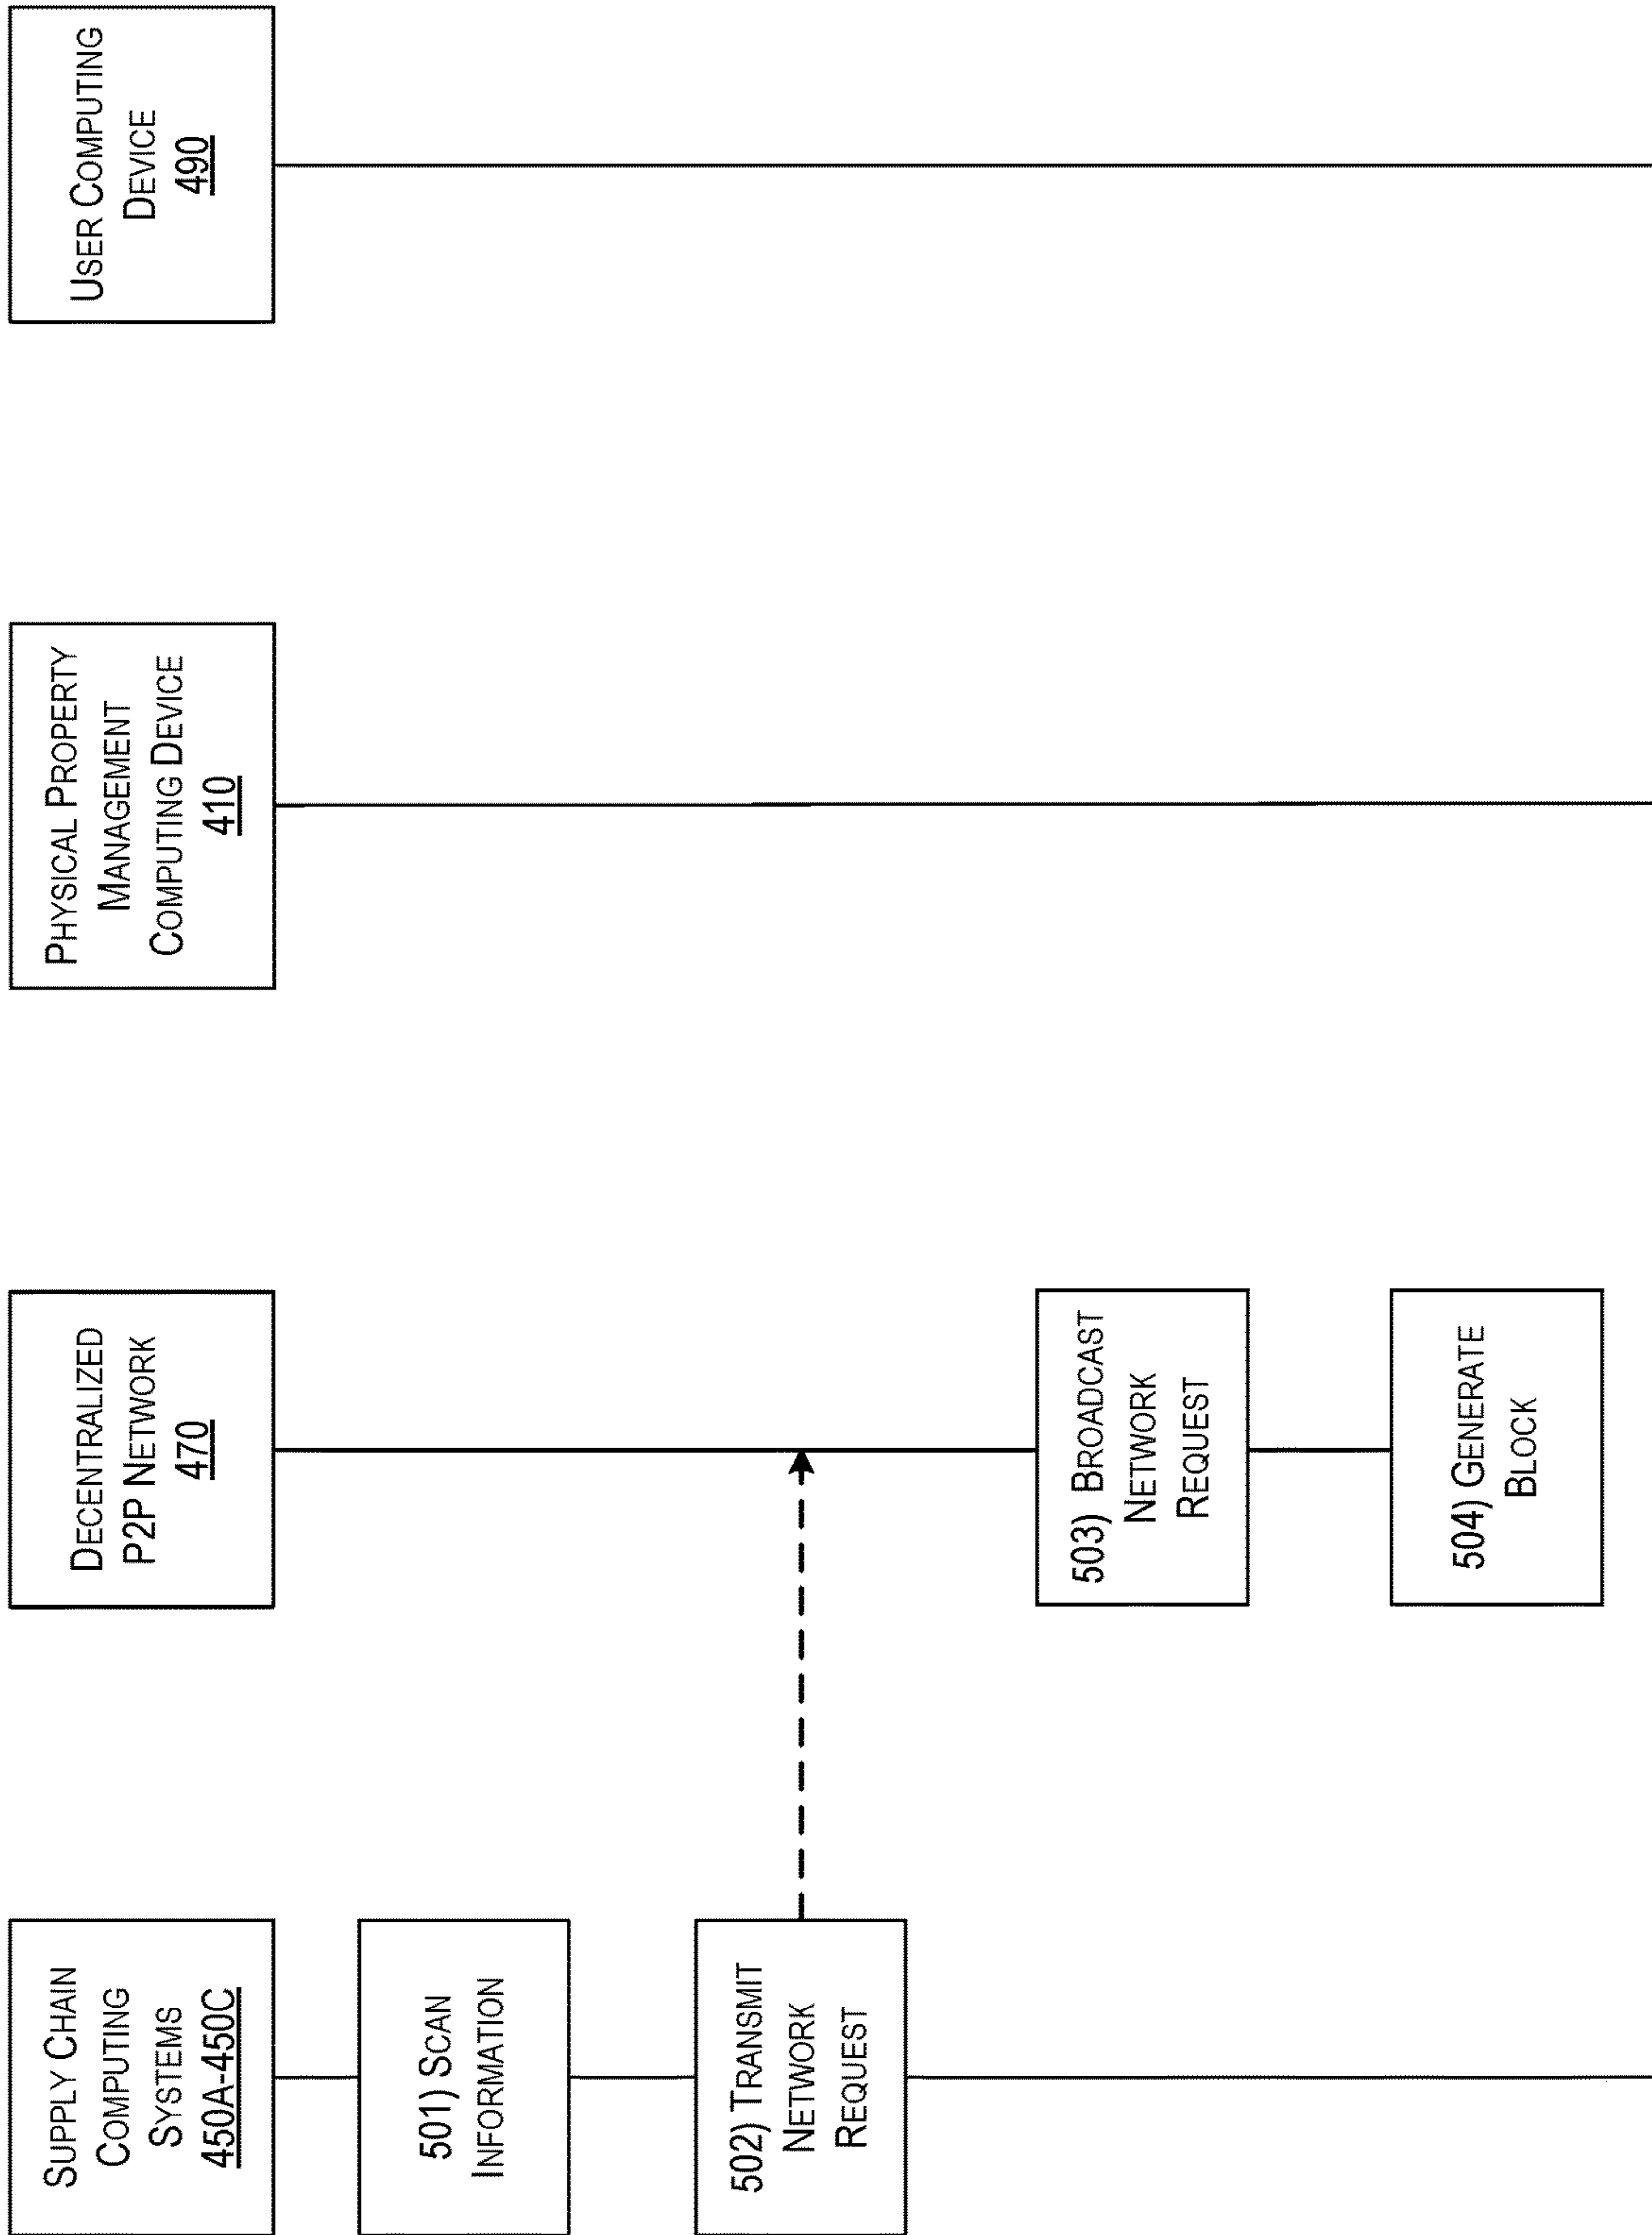 SUPPLY CHAIN
COMPUTING
SYSTEMS
450A-450C
DECENTRALIZED
P2P NETWORK
470
PHYSICAL PROPERTY
MANAGEMENT
COMPUTING DEVICE
410
USER COMPUTING
DEVICE
490
501) SCAN
INFORMATION
502) TRANSMIT
NETWORK
REQUEST
503) BROADCAST
NETWORK
REQUEST
504) GENERATE
BLOCK